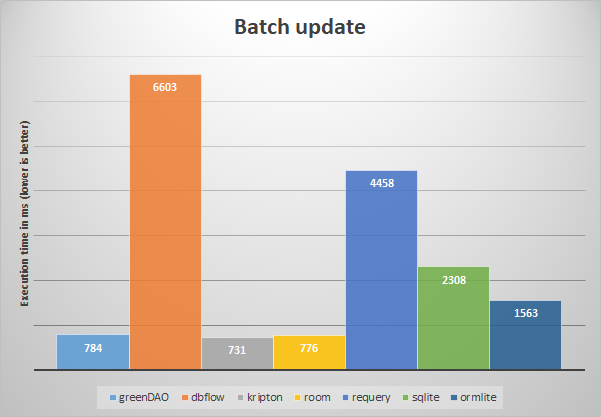 Batch update
Execution time in ms (lower is better)
784
6603
731
776
4458
2308
1563
greenDAO dbflow kripton room requery sqlite ormlite